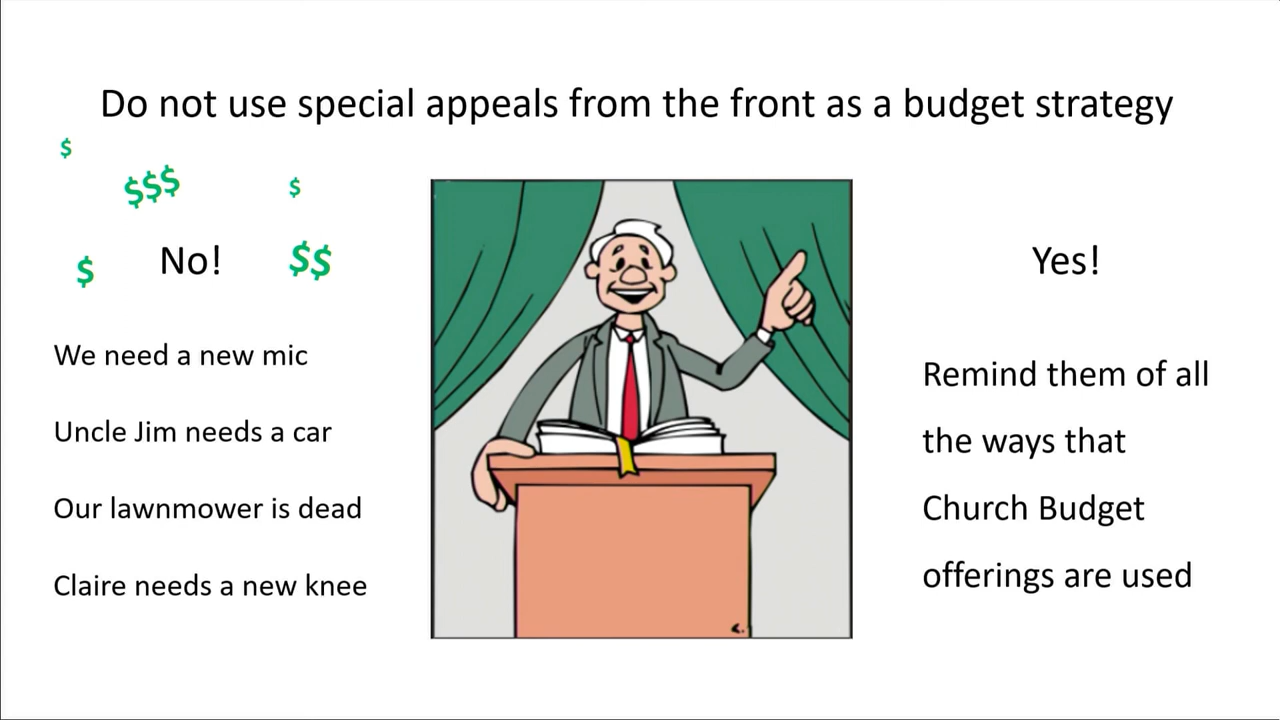 Do not use special appeals from the front as a budget strategy
$
$$$
$
$
No!
$$
Yes!
We need a new mic
Uncle Jim needs a car
Our lawnmower is dead
Claire needs a new knee
Remind them of all
the ways that
Church Budget
offerings are used